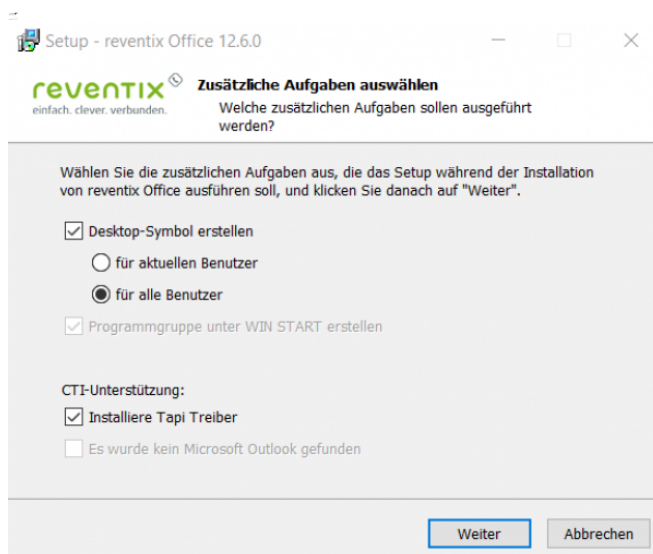 Setup - reventix Office 12.6.0
reventix
einfach. clever. verbunden.
Zusätzliche Aufgaben auswählen
Welche zusätzlichen Aufgaben sollen ausgeführt
werden?
Wählen Sie die zusätzlichen Aufgaben aus, die das Setup während der Installation
von reventix Office ausführen soll, und klicken Sie danach auf "Weiter".
Desktop-Symbol erstellen
für aktuellen Benutzer
für alle Benutzer
Programmgruppe unter WIN START erstellen
CTI-Unterstützung:
Installiere Tapi Treiber
Es wurde kein Microsoft Outlook gefunden
Weiter
Abbrechen